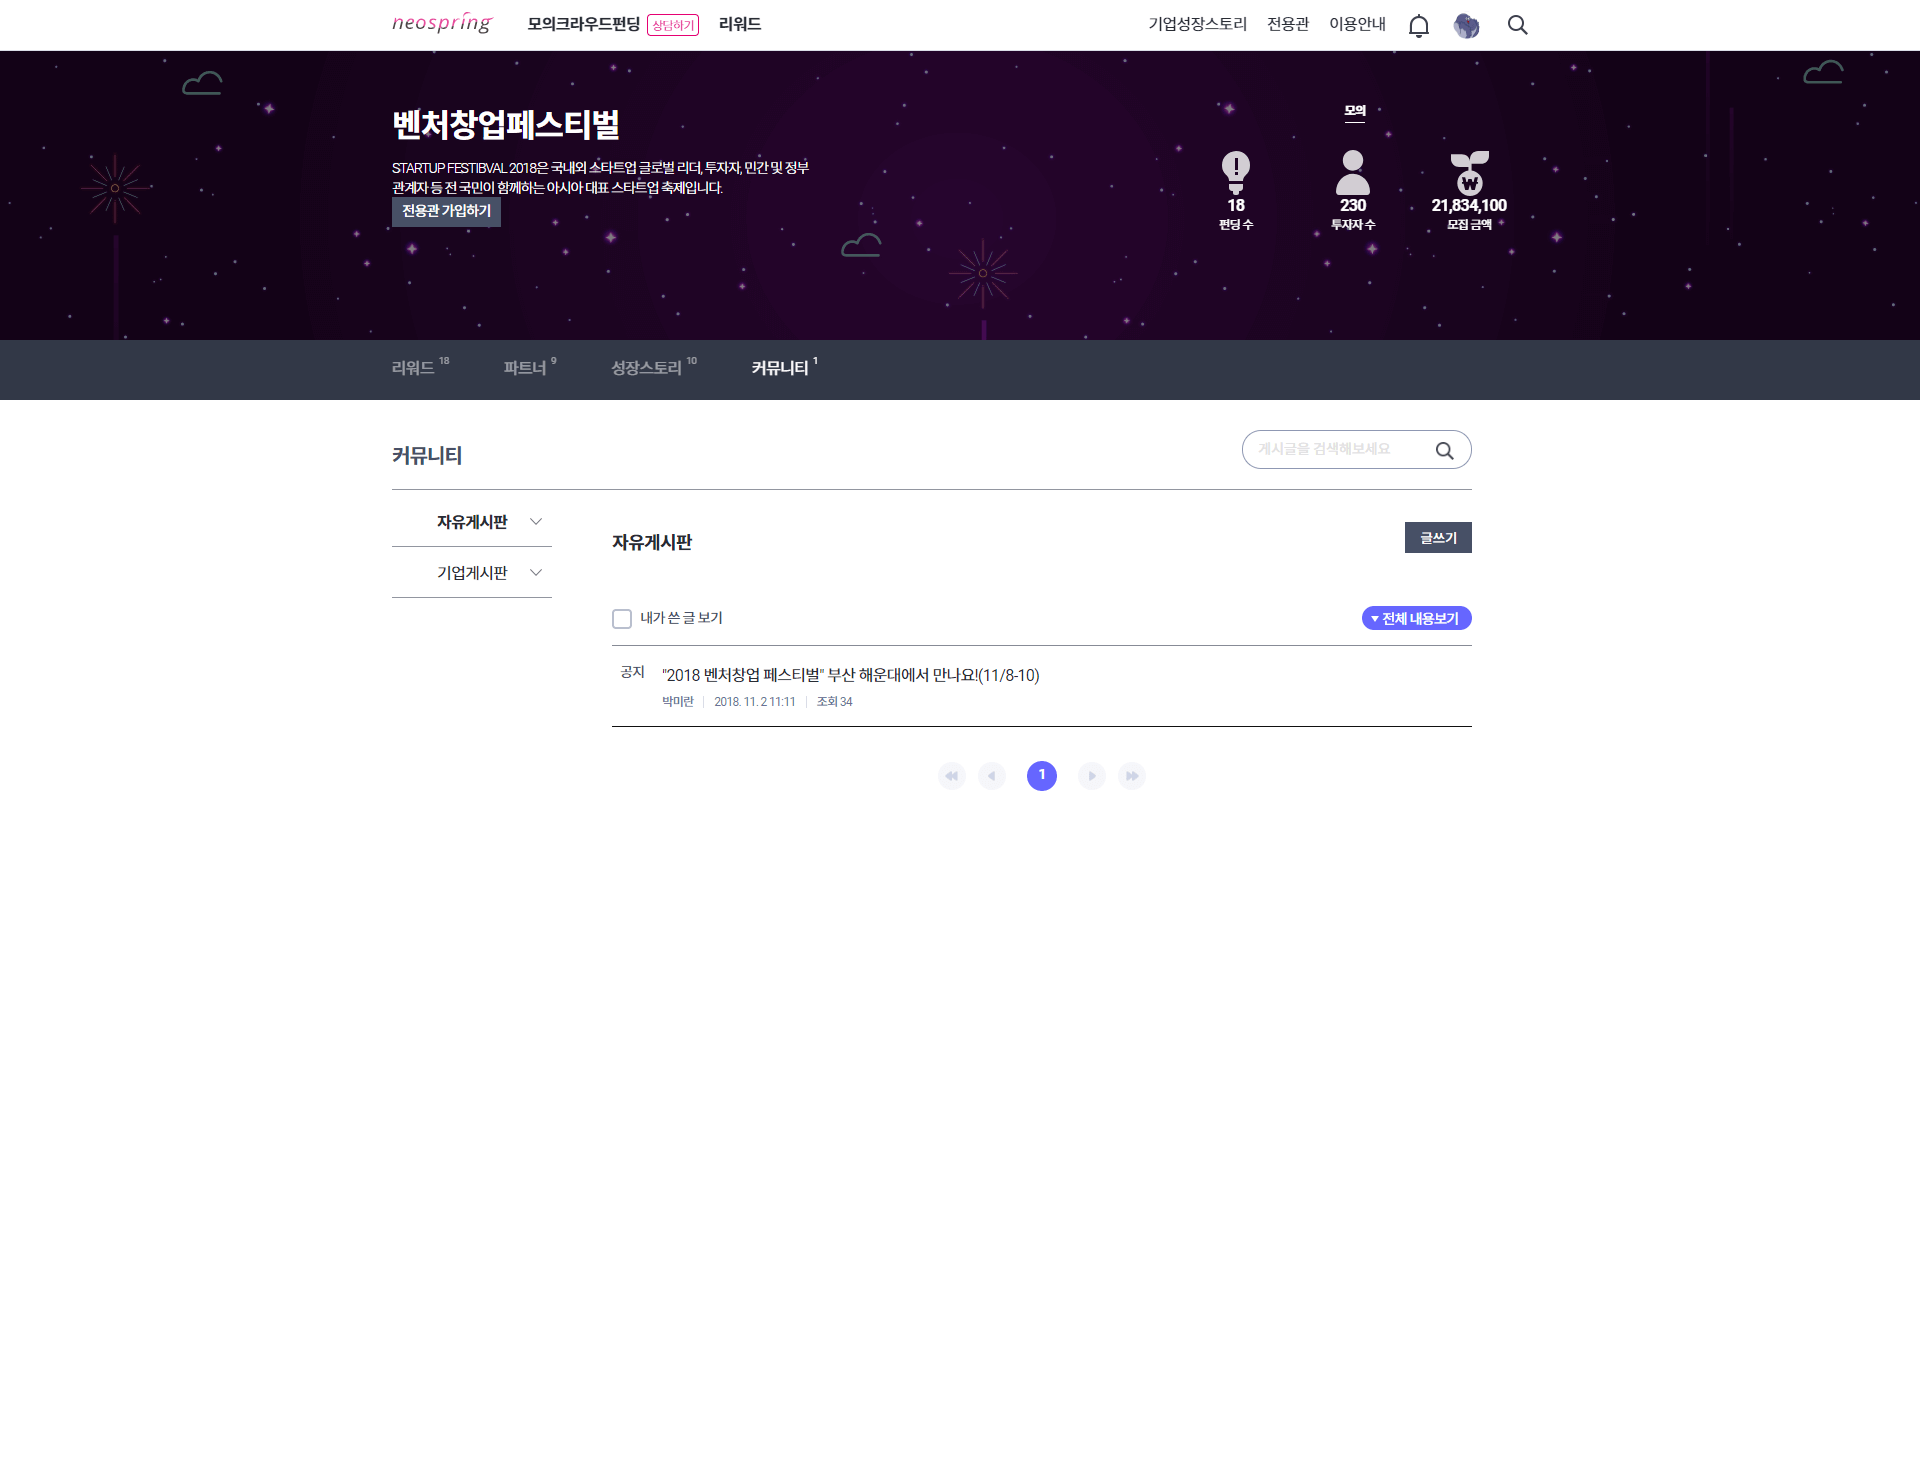 neospring 모의크라우드펀딩 상담하기 리워드 기업성장스토리 전용관 이용안내
벤처창업페스티벌
STARTUP FESTIBVAL 2018은 국내외 스타트업 글로벌 리더, 투자자, 민간 및 정부
관계자 등 전 국민이 함께하는 아시아 대표 스타트업 축제입니다.
전용관 가입하기
모의
18 230 21,834,100
펀딩 수 투자자 수 모집 금액
리워드 18 파트너 9 성장스토리 10 커뮤니티 1
커뮤니티
게시글을 검색해보세요
자유게시판
기업게시판
자유게시판
글쓰기
내가 쓴 글 보기
전체 내용보기
공지 "2018 벤처창업 페스티벌" 부산 해운대에서 만나요!(11/8-10)
박미란 2018. 11. 2 11:11 조회 34
1